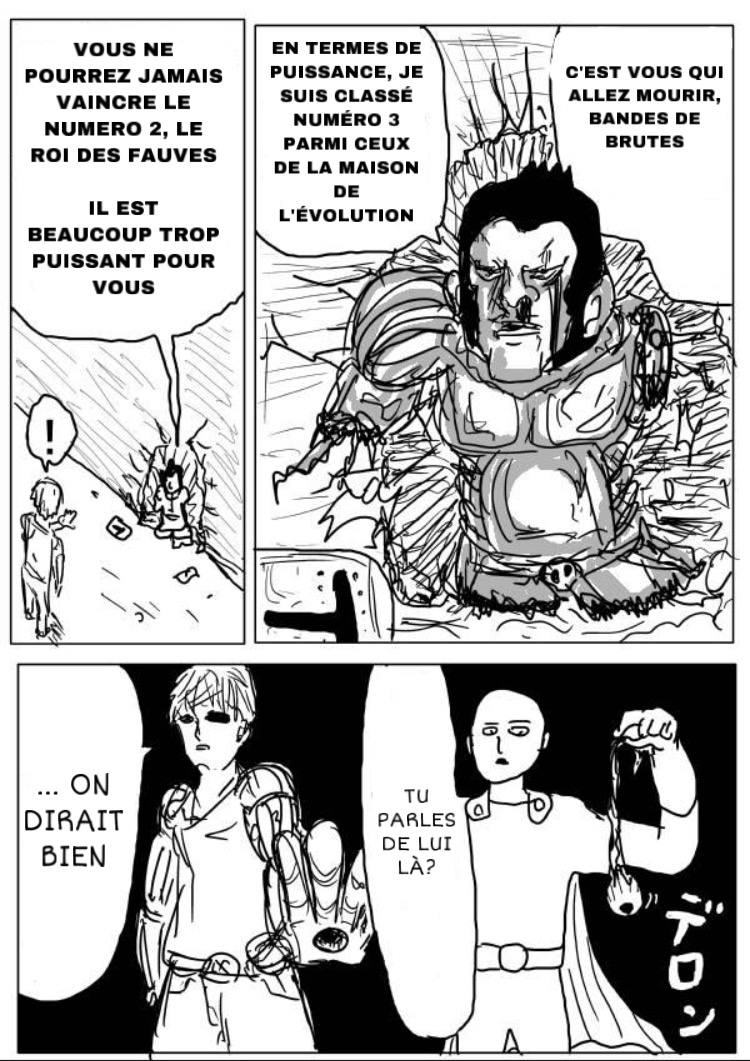 C'EST VOUS QUI
ALLEZ MOURIR,
BANDES DE
BRUTES
EN TERMES DE
PUISSANCE, JE
SUIS CLASSÉ
NUMÉRO 3
PARMI CEUX
DE LA MAISON
DE
L'ÉVOLUTION
VOUS NE
POURREZ JAMAIS
VAINCRE LE
NUMERO 2, LE
ROI DES FAUVES
IL EST
BEAUCOUP TROP
PUISSANT POUR
VOUS
!
TU
PARLES
DE LUI
LÀ?
デロン
... ON
DIRAIT
BIEN